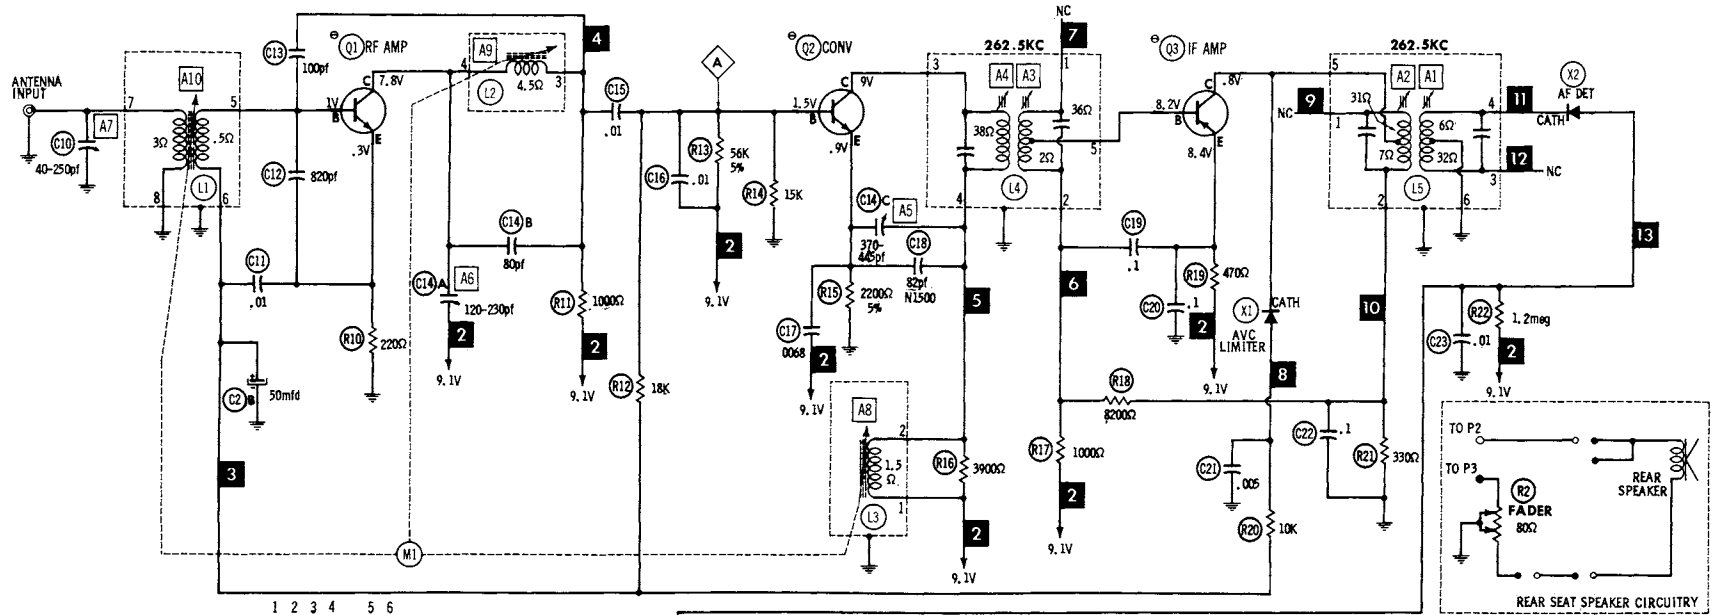 NC
4
7
C13
⊖ Q1 RF AMP
A9
⊖ Q2 CONV
262.5KC
⊖ Q3 IF AMP
262.5KC
X2
AF DET
100pf
A10
C 7.8V
4
3
4.5Ω
L2
A
C 9V
3
A4
A3
1
C .8V
5
A2
A1
ANTENNA
INPUT
7
5
1V
B
C15
.01
1.5V
B
36Ω
8.2V
B
9
NC
1
31Ω
6Ω
4
11
CATH
C10
A7
3Ω
.5Ω
E
.3V
R13
56K
5%
E
.9V
38Ω
2Ω
5
E
8.4V
7Ω
32Ω
12
NC
3
40-250pf
C12
820pf
C16
.01
R14
15K
L1
8
6
L4
4
2
L5
2
6
C14 B
80pf
2
9.1V
C14 C
A5
370-
445pf
C18
82pf
N1500
C19
.1
13
C11
.01
C14 A
A6
120-230pf
R11
1000Ω
R15
2200Ω
5%
5
6
R19
470Ω
C20
.1
X1
CATH
AVC
LIMITER
10
R22
1.2meg
C23
.01
R10
220Ω
2
9.1V
2
9.1V
C17
.0068
2
9.1V
2
9.1V
2
9.1V
C2 B
50mfd
R12
18K
A8
R18
8200Ω
8
3
2
1.5
Ω
1
L3
R16
3900Ω
R17
1000Ω
C21
.005
C22
.1
R21
330Ω
2
9.1V
2
9.1V
R20
10K
M1
TO P2
TO P3
R2
FADER
80Ω
REAR
SPEAKER
REAR SEAT SPEAKER CIRCUITRY
1 2 3 4 5 6